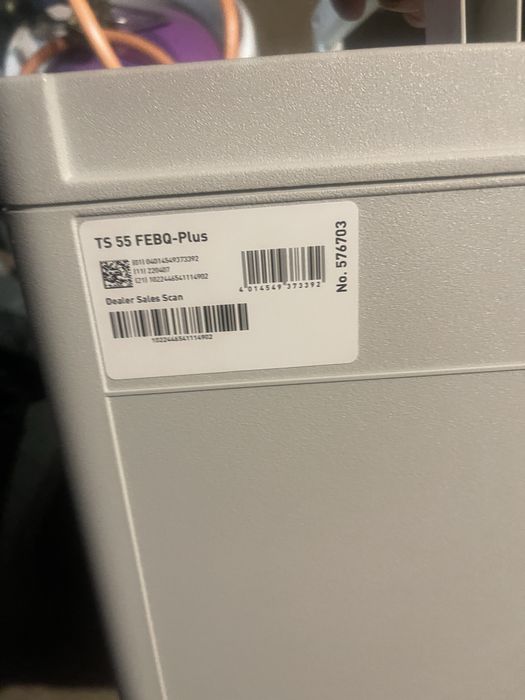 TS 55 FEBQ-Plus
(01) 04014549373392
(11) 220407
(21) 1022446541114902
Dealer Sales Scan
1022446541114902
4 014549 373392
No. 576703